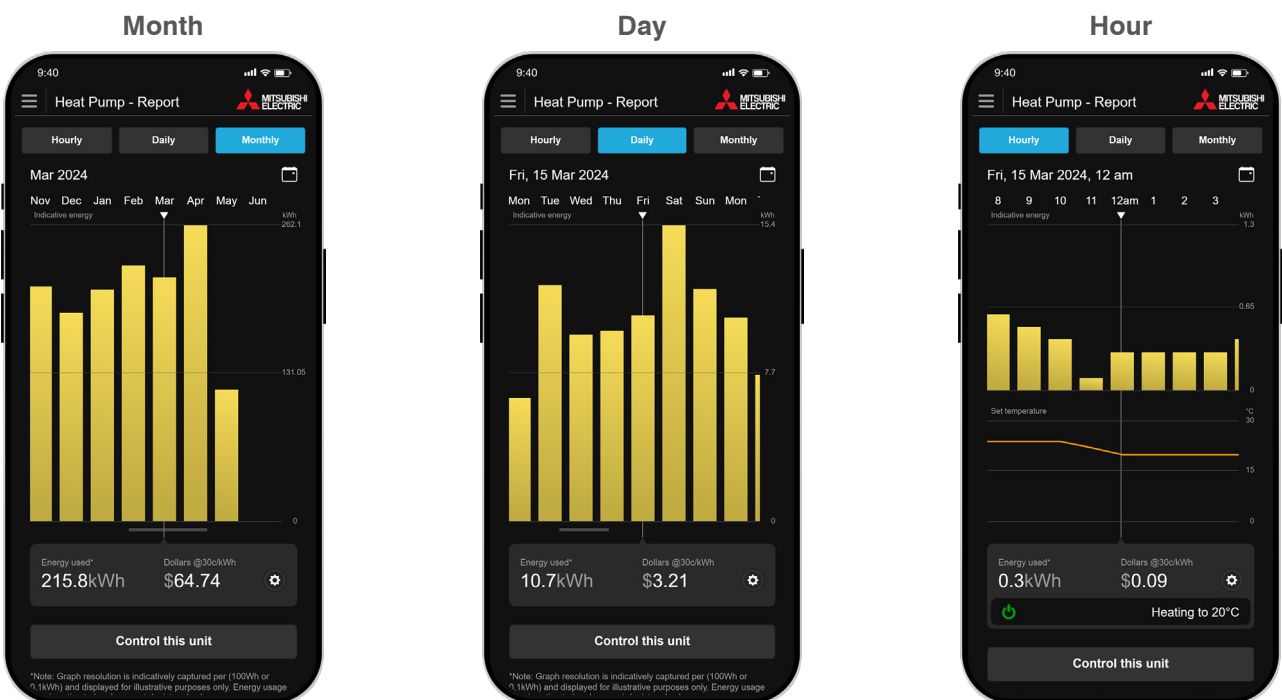 Month
9:40
Heat Pump - Report
MITSUBISHI
ELECTRIC
Hourly Daily Monthly
Mar 2024
Nov Dec Jan Feb Mar Apr May Jun
Indicative energy kWh
262.1
131.05
0
Energy used* Dollars @30c/kWh
215.8kWh $64.74
Control this unit
*Note: Graph resolution is indicatively captured per (100Wh or
0.1kWh) and displayed for illustrative purposes only. Energy usage
Day
9:40
Heat Pump - Report
MITSUBISHI
ELECTRIC
Hourly Daily Monthly
Fri, 15 Mar 2024
Mon Tue Wed Thu Fri Sat Sun Mon
Indicative energy kWh
15.4
7.7
0
Energy used* Dollars @30c/kWh
10.7kWh $3.21
Control this unit
*Note: Graph resolution is indicatively captured per (100Wh or
0.1kWh) and displayed for illustrative purposes only. Energy usage
Hour
9:40
Heat Pump - Report
MITSUBISHI
ELECTRIC
Hourly Daily Monthly
Fri, 15 Mar 2024, 12 am
8 9 10 11 12am 1 2 3
Indicative energy kWh
1.3
0.65
0
Set temperature °C
30
15
0
Energy used* Dollars @30c/kWh
0.3kWh $0.09
Heating to 20°C
Control this unit